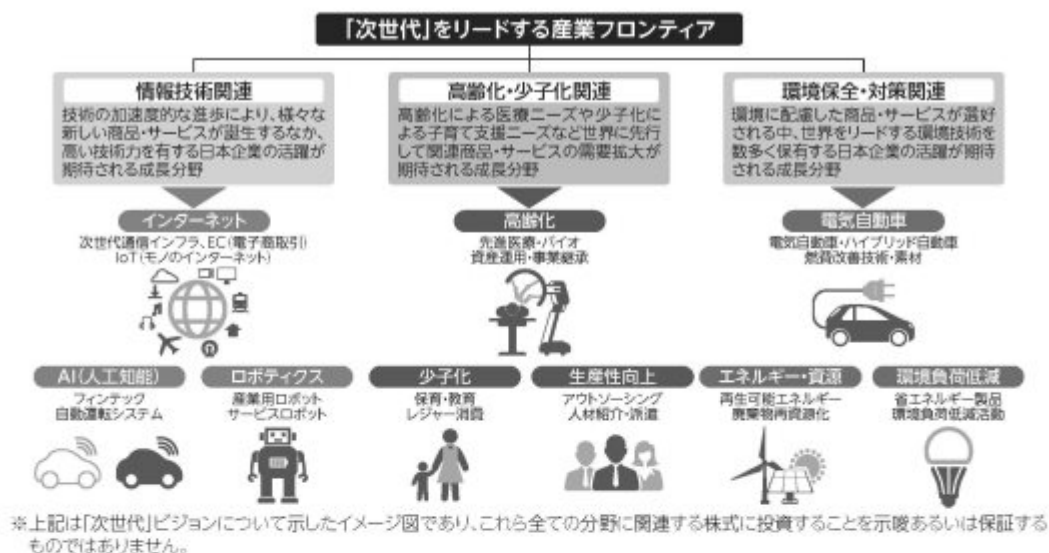 「次世代」をリードする産業フロンティア
情報技術関連
技術の加速度的な進歩により、様々な
新しい商品・サービスが誕生するなか、
高い技術力を有する日本企業の活躍が
期待される成長分野
高齢化・少子化関連
高齢化による医療ニーズや少子化に
よる子育て支援ニーズなど世界に先行
して関連商品・サービスの需要拡大が
期待される成長分野
環境保全・対策関連
環境に配慮した商品・サービスが選好
される中、世界をリードする環境技術を
数多く保有する日本企業の活躍が期待
される成長分野
インターネット
次世代通信インフラ、EC(電子商取引)
IoT(モノのインターネット)
高齢化
先進医療・バイオ
資産運用・事業継承
電気自動車
電気自動車・ハイブリッド自動車
燃費改善技術・素材
AI(人工知能)
フィンテック
自動運転システム
ロボティクス
産業用ロボット
サービスロボット
少子化
保育・教育
レジャー消費
生産性向上
アウトソーシング
人材紹介・派遣
エネルギー・資源
再生可能エネルギー
廃棄物再資源化
環境負荷低減
省エネルギー製品
環境負荷低減活動
※上記は「次世代」ビジョンについて示したイメージ図であり、これら全ての分野に関連する株式に投資することを示唆あるいは保証する
ものではありません。